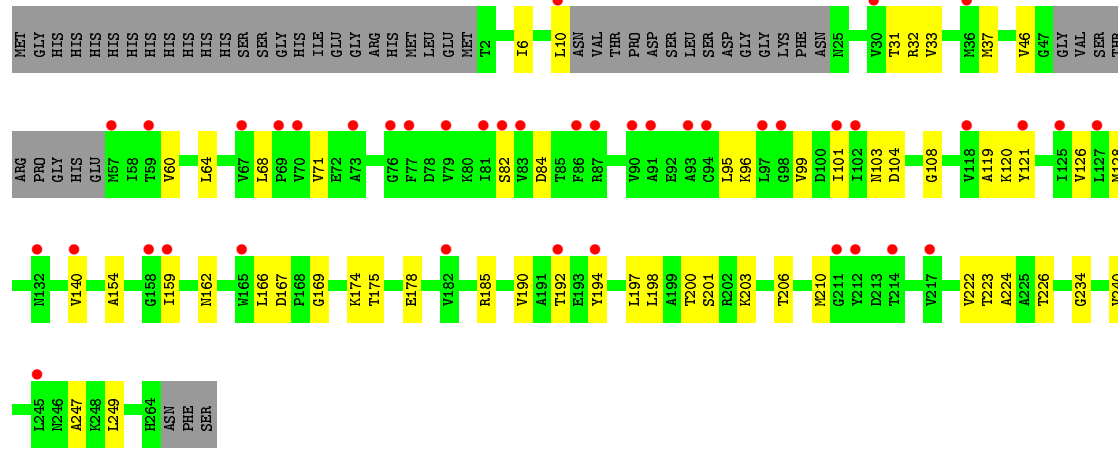 MET GLY HIS HIS HIS HIS HIS HIS HIS HIS HIS HIS SER SER GLY HIS ILE GLU GLY ARG HIS MET LEU GLU MET T2 I6 L10 ASN VAL THR PRO ASP SER LEU SER ASP GLY GLY LYS PHE ASN N25 V30 T31 R32 V33 M36 M37 V46 G47 GLY VAL SER THR
ARG PRO GLY HIS GLU M57 I58 T59 V60 L64 V67 L68 P69 V70 V71 E72 A73 G76 F77 D78 V79 K80 I81 S82 V83 D84 T85 F86 R87 V90 A91 E92 A93 C94 L95 K96 L97 G98 V99 D100 I101 I102 N103 D104 G108 V118 A119 K120 Y121 I125 V126 L127 M128
N132 V140 A154 G158 I159 N162 W165 L166 D167 P168 G169 K174 T175 E178 V182 R185 V190 A191 T192 E193 Y194 L197 L198 A199 T200 S201 R202 K203 T206 M210 G211 Y212 D213 T214 V217 V222 T223 A224 A225 T226 G234
L245 N246 A247 K248 L249 H264 ASN PHE SER